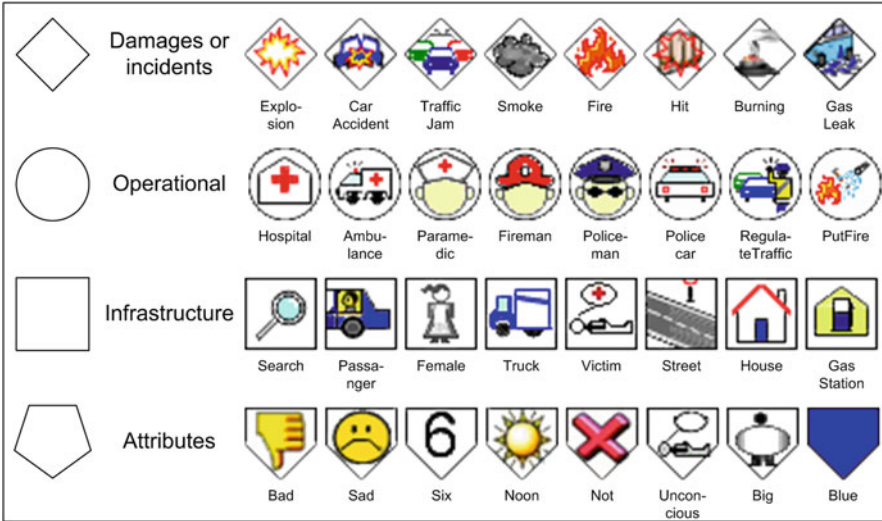 Damages or
incidents
Explo-
sion
Car
Accident
Traffic
Jam
Smoke
Fire
Hit
Burning
Gas
Leak
Operational
Hospital
Ambu-
lance
Parame-
dic
Fireman
Police-
man
Police
car
Regula-
teTraffic
PutFire
Infrastructure
Search
Passa-
nger
Female
Truck
Victim
Street
House
Gas
Station
Attributes
6
Bad
Sad
Six
Noon
Not
Uncon-
cious
Big
Blue